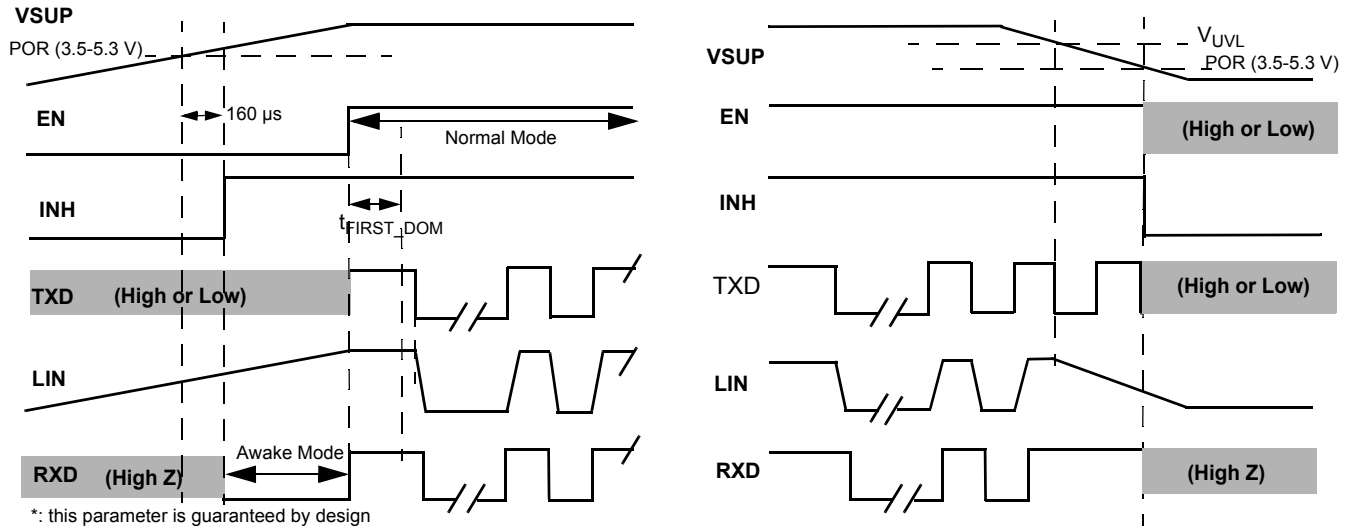 VSUP
POR (3.5-5.3 V)
160 µs
EN
Normal Mode
INH
tFIRST_DOM
TXD (High or Low)
LIN
Awake Mode
RXD (High Z)
*: this parameter is guaranteed by design
VUVL
VSUP
POR (3.5-5.3 V)
EN
(High or Low)
INH
TXD
(High or Low)
LIN
RXD
(High Z)